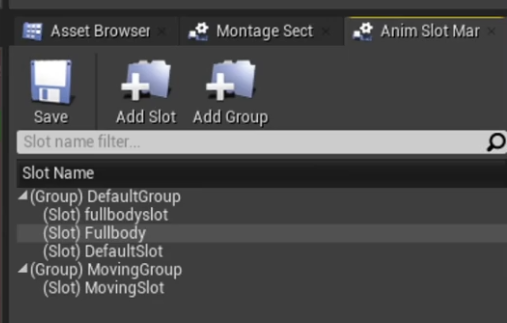 Asset Browser
Montage Sect
Anim Slot Mar
Save
Add Slot
Add Group
Slot name filter...
Slot Name
(Group) DefaultGroup
(Slot) fullbodyslot
(Slot) Fullbody
(Slot) DefaultSlot
(Group) MovingGroup
(Slot) MovingSlot